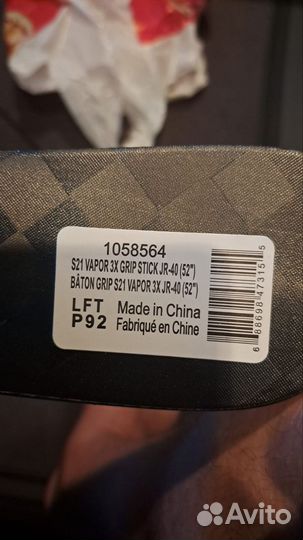 1058564
S21 VAPOR 3X GRIP STICK JR-40 (52")
BÂTON GRIP S21 VAPOR 3X JR-40 (52")
LFT Made in China
P92 Fabriqué en Chine
6 88698 47315 5
Avito